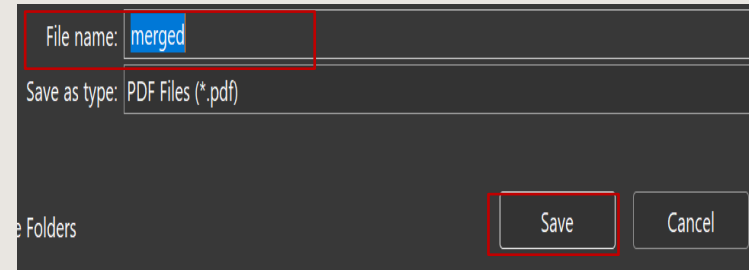 File name: merged
Save as type: PDF Files (*.pdf)
Save Cancel
e Folders